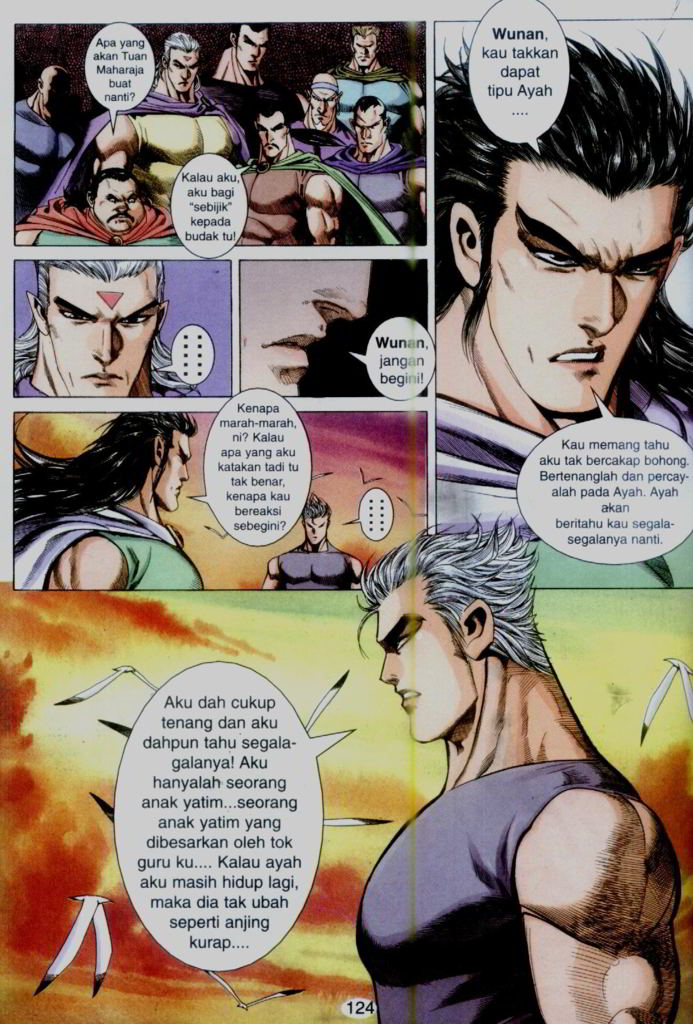 Apa yang
akan Tuan
Maharaja
buat
nanti?
Kalau aku,
aku bagi
"sebijik"
kepada
budak tu!
Wunan,
kau takkan
dapat
tipu Ayah
....
Kau memang tahu
aku tak bercakap bohong.
Bertenanglah dan percay-
alah pada Ayah. Ayah
akan
beritahu kau segala-
segalanya nanti.
Wunan,
jangan
begini!
Kenapa
marah-marah,
ni? Kalau
apa yang aku
katakan tadi tu
tak benar,
kenapa kau
bereaksi
sebegini?
Aku dah cukup
tenang dan aku
dahpun tahu segala-
galanya! Aku
hanyalah seorang
anak yatim...seorang
anak yatim yang
dibesarkan oleh tok
guru ku.... Kalau ayah
aku masih hidup lagi,
maka dia tak ubah
seperti anjing
kurap....
124